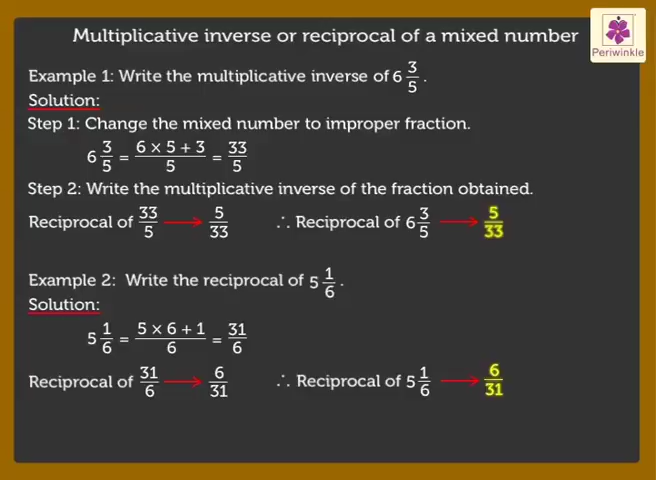 Multiplicative inverse or reciprocal of a mixed number
Periwinkle
Example 1: Write the multiplicative inverse of 6 3/5 .
Solution:
Step 1: Change the mixed number to improper fraction.
6 3/5 = (6 × 5 + 3)/5 = 33/5
Step 2: Write the multiplicative inverse of the fraction obtained.
Reciprocal of 33/5 → 5/33 ∴ Reciprocal of 6 3/5 → 5/33
Example 2: Write the reciprocal of 5 1/6 .
Solution:
5 1/6 = (5 × 6 + 1)/6 = 31/6
Reciprocal of 31/6 → 6/31 ∴ Reciprocal of 5 1/6 → 6/31